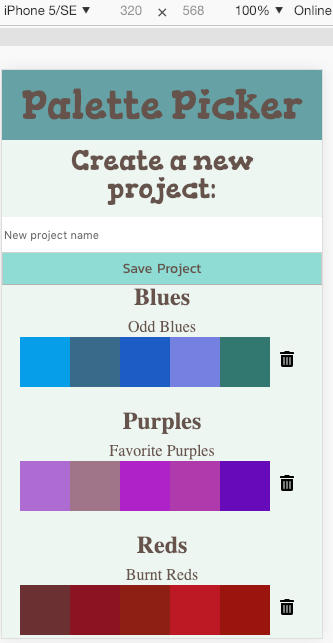 iPhone 5/SE ▼ 320 × 568 100% ▼ Online
Palette Picker
Create a new
project:
New project name
Save Project
Blues
Odd Blues
Purples
Favorite Purples
Reds
Burnt Reds